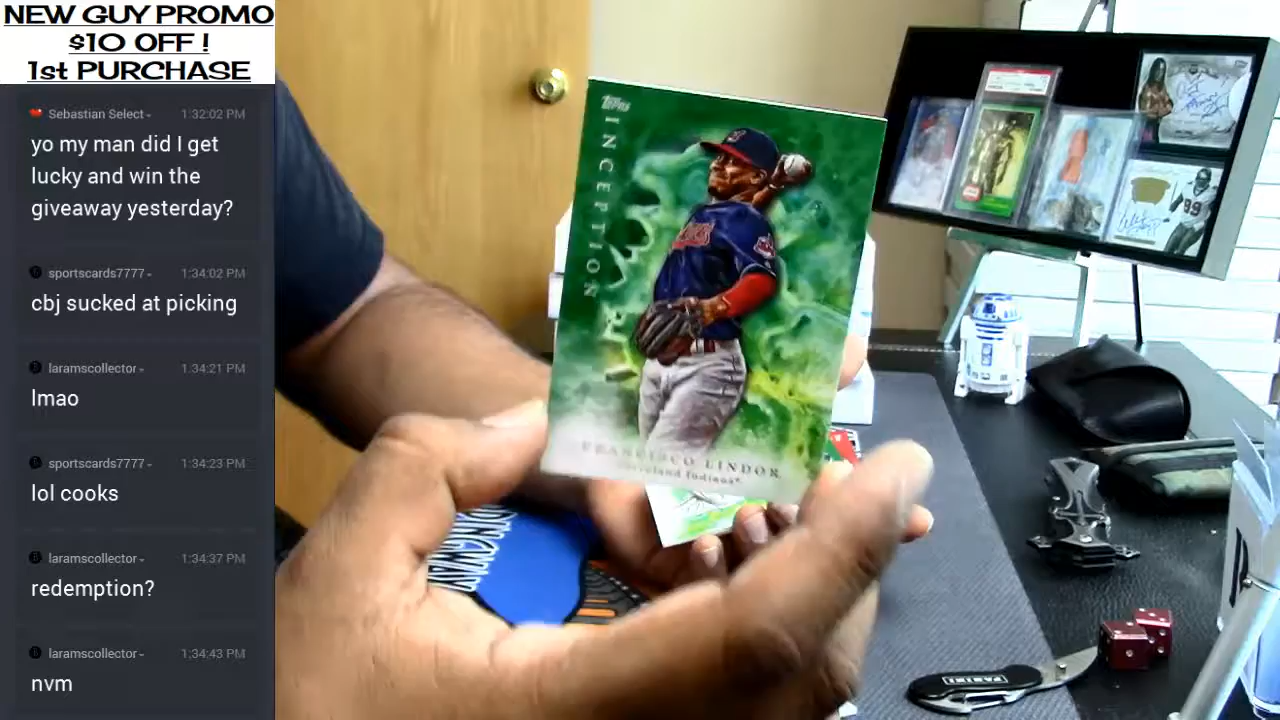 NEW GUY PROMO
$10 OFF !
1st PURCHASE
Sebastian Select
1:32:02 PM
yo my man did I get
lucky and win the
giveaway yesterday?
sportscards7777
1:34:02 PM
cbj sucked at picking
laramscollector
1:34:21 PM
lmao
sportscards7777
1:34:23 PM
lol cooks
laramscollector
1:34:37 PM
redemption?
laramscollector
1:34:43 PM
nvm
Topps
INCEPTION
FRANCISCO LINDOR
Cleveland Indians
99
PANINI